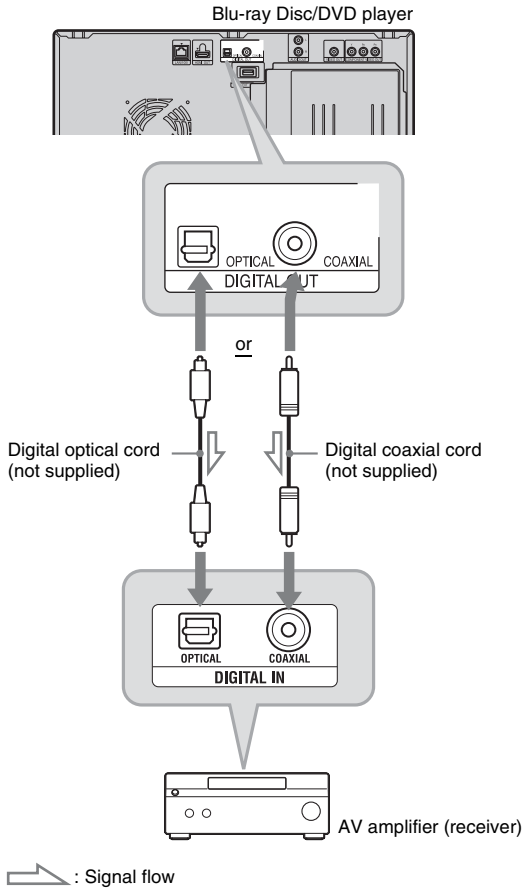 Blu-ray Disc/DVD player
OPTICAL
COAXIAL
DIGITAL OUT
or
Digital optical cord
(not supplied)
Digital coaxial cord
(not supplied)
OPTICAL
COAXIAL
DIGITAL IN
AV amplifier (receiver)
: Signal flow